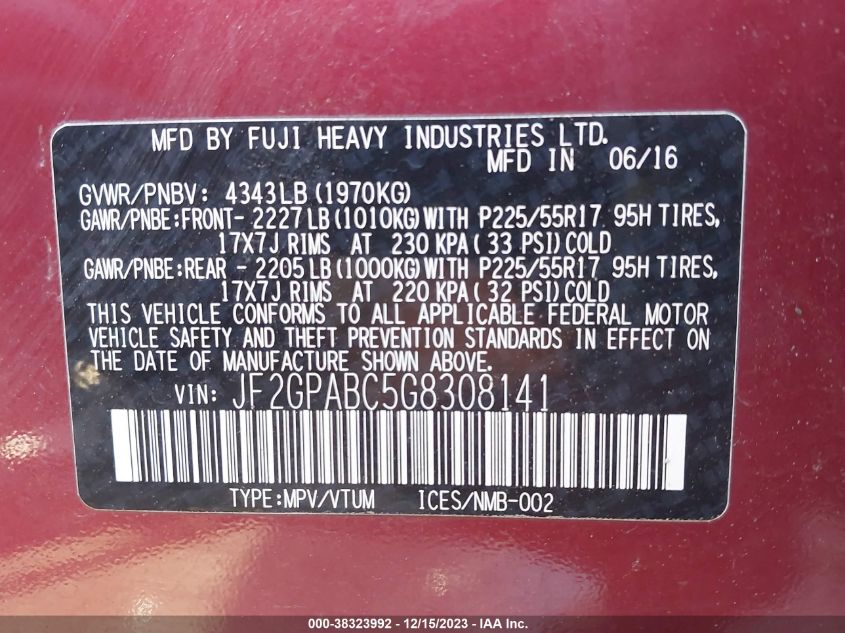 MFD BY FUJI HEAVY INDUSTRIES LTD.
MFD IN 06/16
GVWR/PNBV: 4343LB (1970KG)
GAWR/PNBE:FRONT- 2227LB (1010KG) WITH P225/55R17 95H TIRES,
17X7J RIMS AT 230 KPA( 33 PSI) COLD
GAWR/PNBE:REAR - 2205LB (1000KG) WITH P225/55R17 95H TIRES,
17X7J RIMS AT 220 KPA( 32 PSI) COLD
THIS VEHICLE CONFORMS TO ALL APPLICABLE FEDERAL MOTOR
VEHICLE SAFETY AND THEFT PREVENTION STANDARDS IN EFFECT ON
THE DATE OF MANUFACTURE SHOWN ABOVE.
VIN: JF2GPABC5G8308141
TYPE:MPV/VTUM ICES/NMB-002
000-38323992 - 12/15/2023 - IAA Inc.